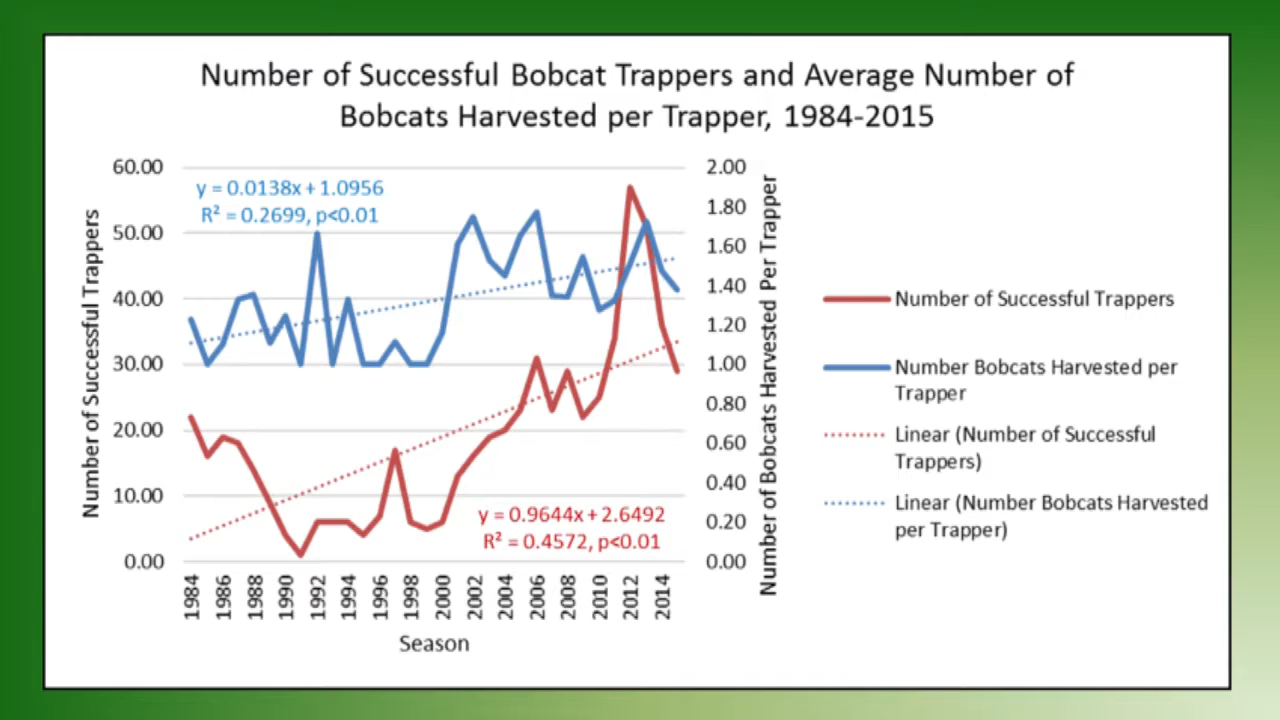 Number of Successful Bobcat Trappers and Average Number of
Bobcats Harvested per Trapper, 1984-2015
Number of Successful Trappers
60.00
50.00
40.00
30.00
20.00
10.00
0.00
y = 0.0138x + 1.0956
R² = 0.2699, p<0.01
y = 0.9644x + 2.6492
R² = 0.4572, p<0.01
2.00
1.80
1.60
1.40
1.20
1.00
0.80
0.60
0.40
0.20
0.00
Number of Bobcats Harvested Per Trapper
1984
1986
1988
1990
1992
1994
1996
1998
2000
2002
2004
2006
2008
2010
2012
2014
Season
Number of Successful Trappers
Number Bobcats Harvested per
Trapper
Linear (Number of Successful
Trappers)
Linear (Number Bobcats Harvested
per Trapper)